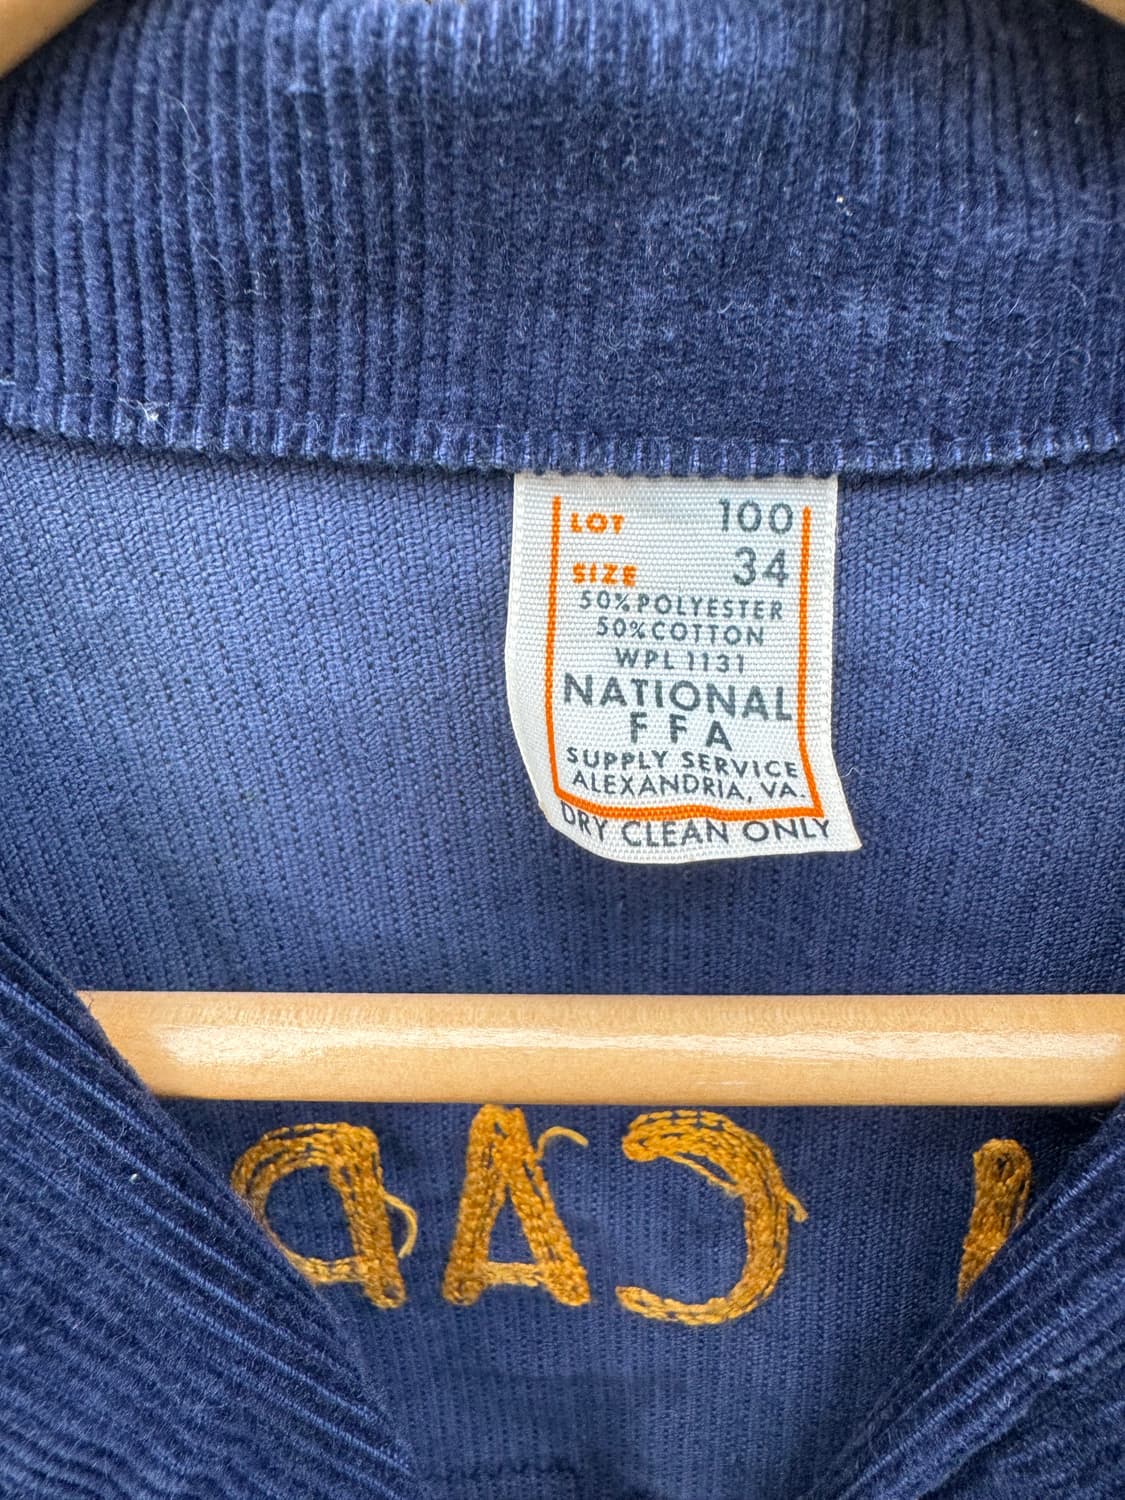 LOT 100
SIZE 34
50% POLYESTER
50% COTTON
WPL 1131
NATIONAL
FFA
SUPPLY SERVICE
ALEXANDRIA, VA.
DRY CLEAN ONLY
CAD